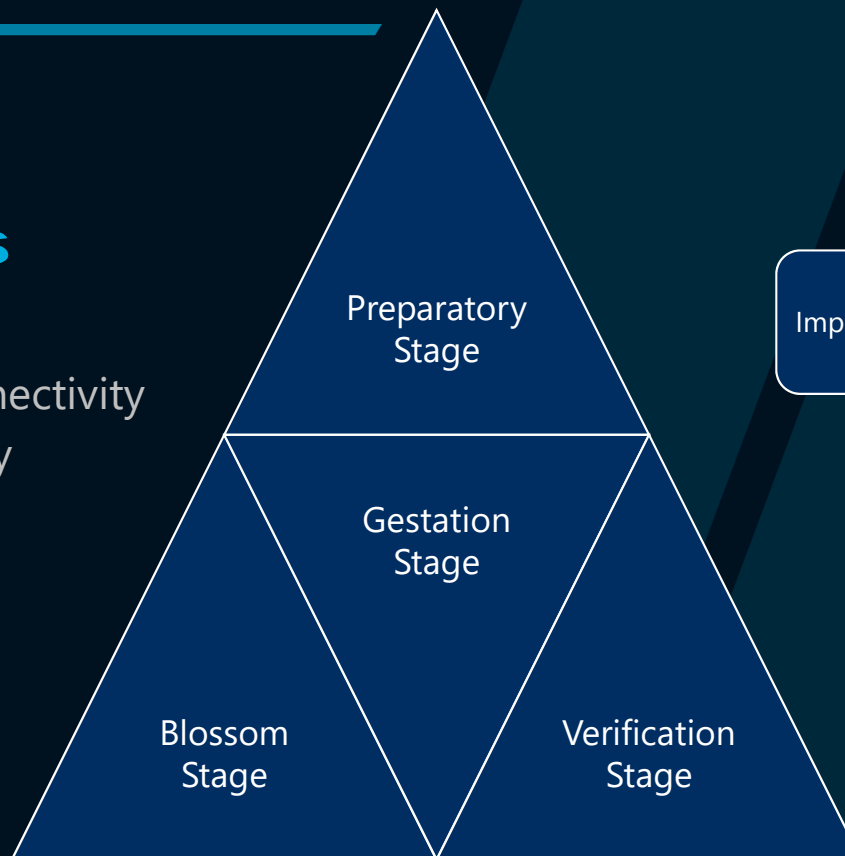 s
nectivity
y
Preparatory
Stage
Imp
Gestation
Stage
Blossom
Stage
Verification
Stage